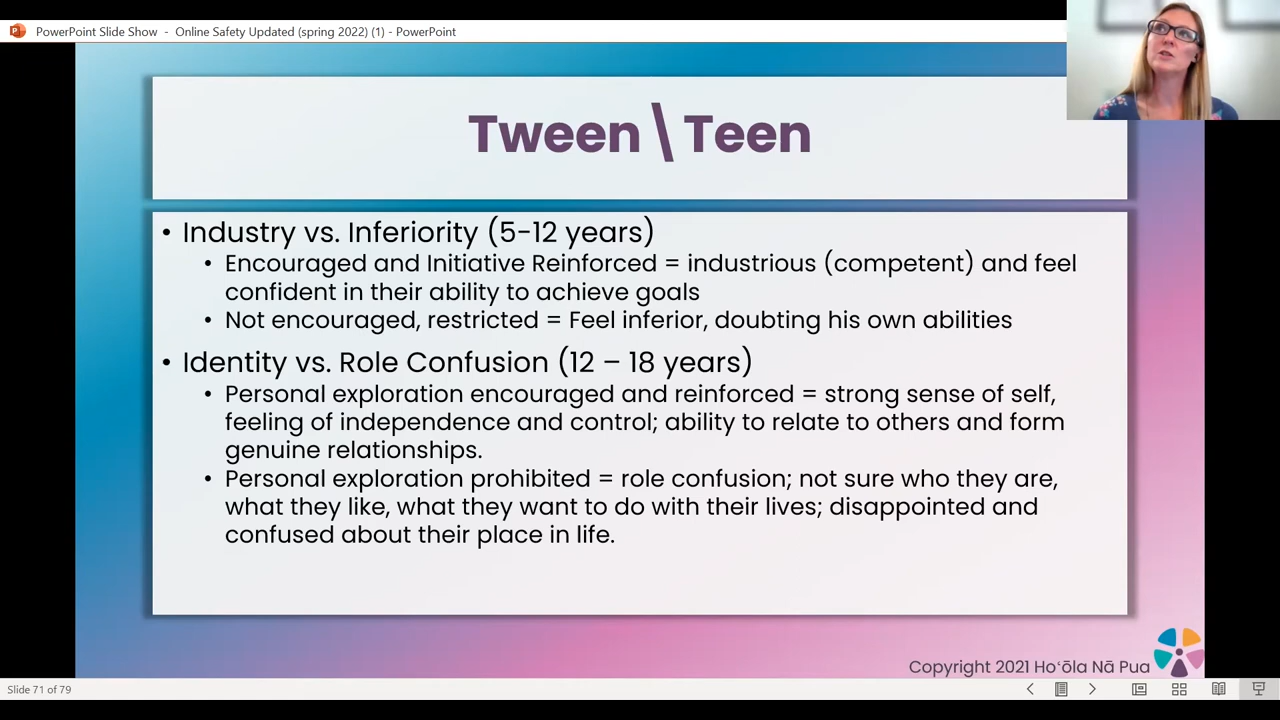 PowerPoint Slide Show - Online Safety Updated (spring 2022) (1) - PowerPoint
Tween \ Teen
• Industry vs. Inferiority (5-12 years)
• Encouraged and Initiative Reinforced = industrious (competent) and feel
confident in their ability to achieve goals
• Not encouraged, restricted = Feel inferior, doubting his own abilities
• Identity vs. Role Confusion (12 – 18 years)
• Personal exploration encouraged and reinforced = strong sense of self,
feeling of independence and control; ability to relate to others and form
genuine relationships.
• Personal exploration prohibited = role confusion; not sure who they are,
what they like, what they want to do with their lives; disappointed and
confused about their place in life.
Copyright 2021 Hoʻōla Nā Pua
Slide 71 of 79